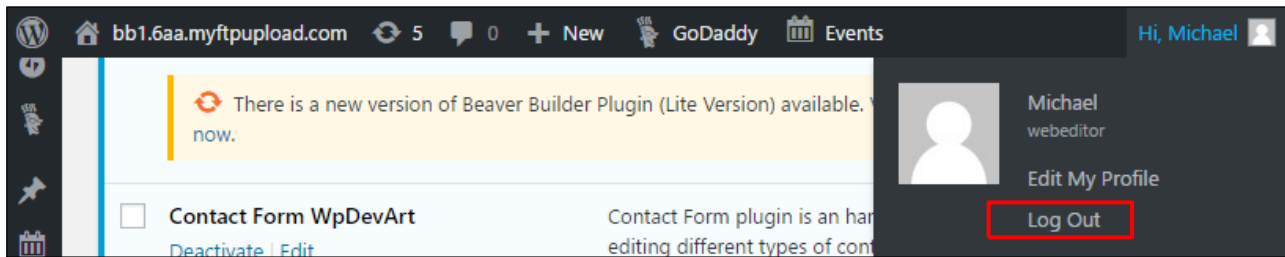 bb1.6aa.myftpupload.com 5 0 New GoDaddy Events Hi, Michael
There is a new version of Beaver Builder Plugin (Lite Version) available.
now.
Michael
webeditor
Edit My Profile
Log Out
Contact Form WpDevArt
Deactivate | Edit
Contact Form plugin is an
editing different types of